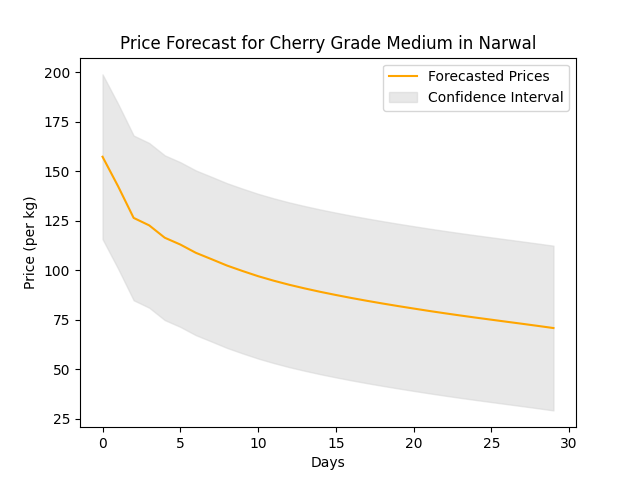 Price Forecast for Cherry Grade Medium in Narwal
Forecasted Prices
Confidence Interval
Price (per kg)
200
175
150
125
100
75
50
25
0 5 10 15 20 25 30
Days